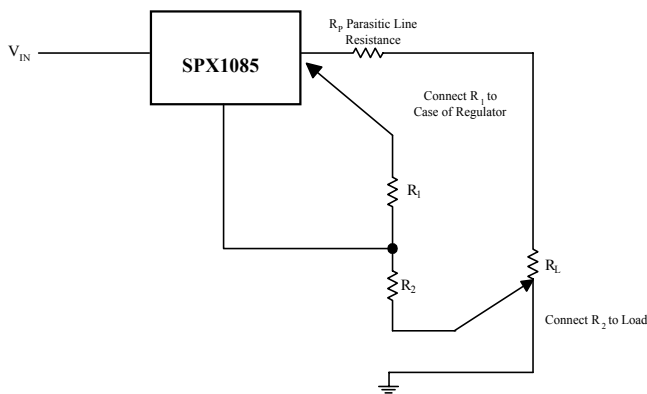 R_P Parasitic Line
Resistance
V_IN
SPX1085
Connect R_1 to
Case of Regulator
R_1
R_L
R_2
Connect R_2 to Load